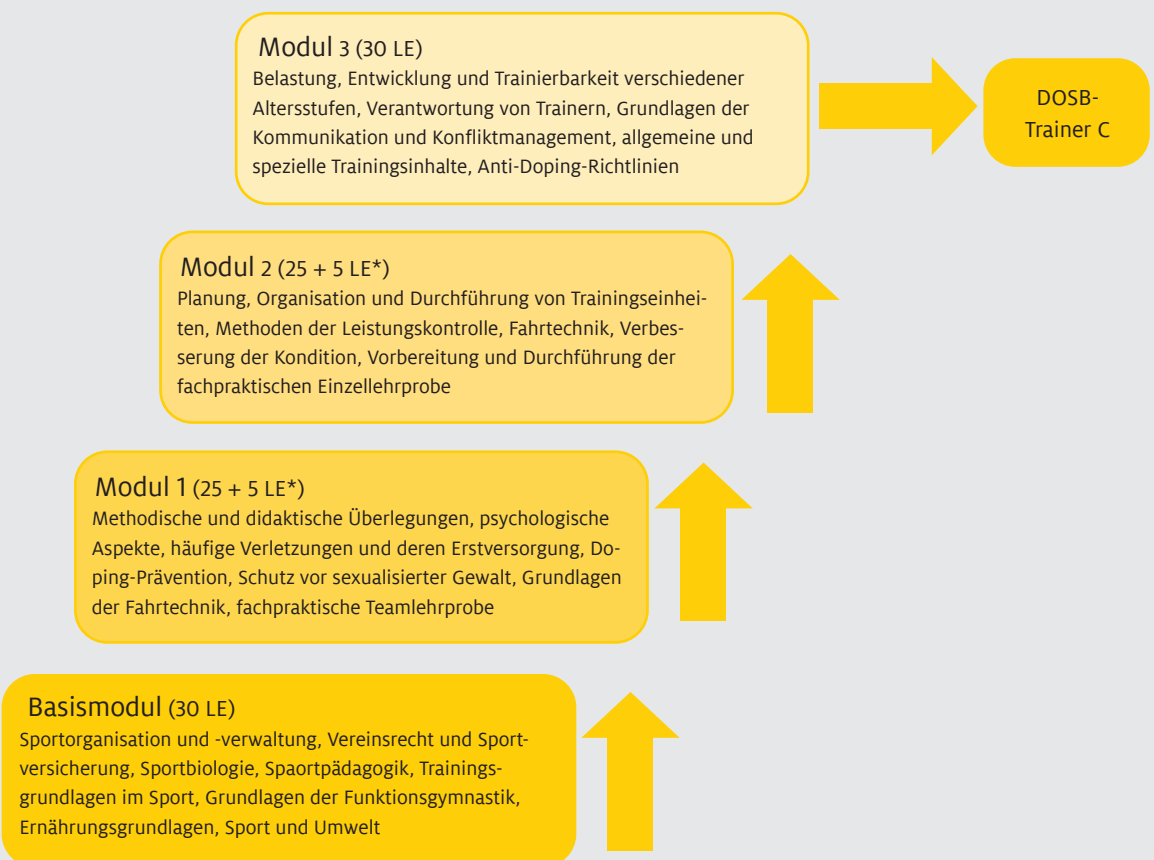 Modul 3 (30 LE)
Belastung, Entwicklung und Trainierbarkeit verschiedener
Altersstufen, Verantwortung von Trainern, Grundlagen der
Kommunikation und Konfliktmanagement, allgemeine und
spezielle Trainingsinhalte, Anti-Doping-Richtlinien
DOSB-
Trainer C
Modul 2 (25 + 5 LE*)
Planung, Organisation und Durchführung von Trainingseinhei-
ten, Methoden der Leistungskontrolle, Fahrtechnik, Verbes-
serung der Kondition, Vorbereitung und Durchführung der
fachpraktischen Einzellehrprobe
Modul 1 (25 + 5 LE*)
Methodische und didaktische Überlegungen, psychologische
Aspekte, häufige Verletzungen und deren Erstversorgung, Do-
ping-Prävention, Schutz vor sexualisierter Gewalt, Grundlagen
der Fahrtechnik, fachpraktische Teamlehrprobe
Basismodul (30 LE)
Sportorganisation und -verwaltung, Vereinsrecht und Sport-
versicherung, Sportbiologie, Spaortpädagogik, Trainings-
grundlagen im Sport, Grundlagen der Funktionsgymnastik,
Ernährungsgrundlagen, Sport und Umwelt